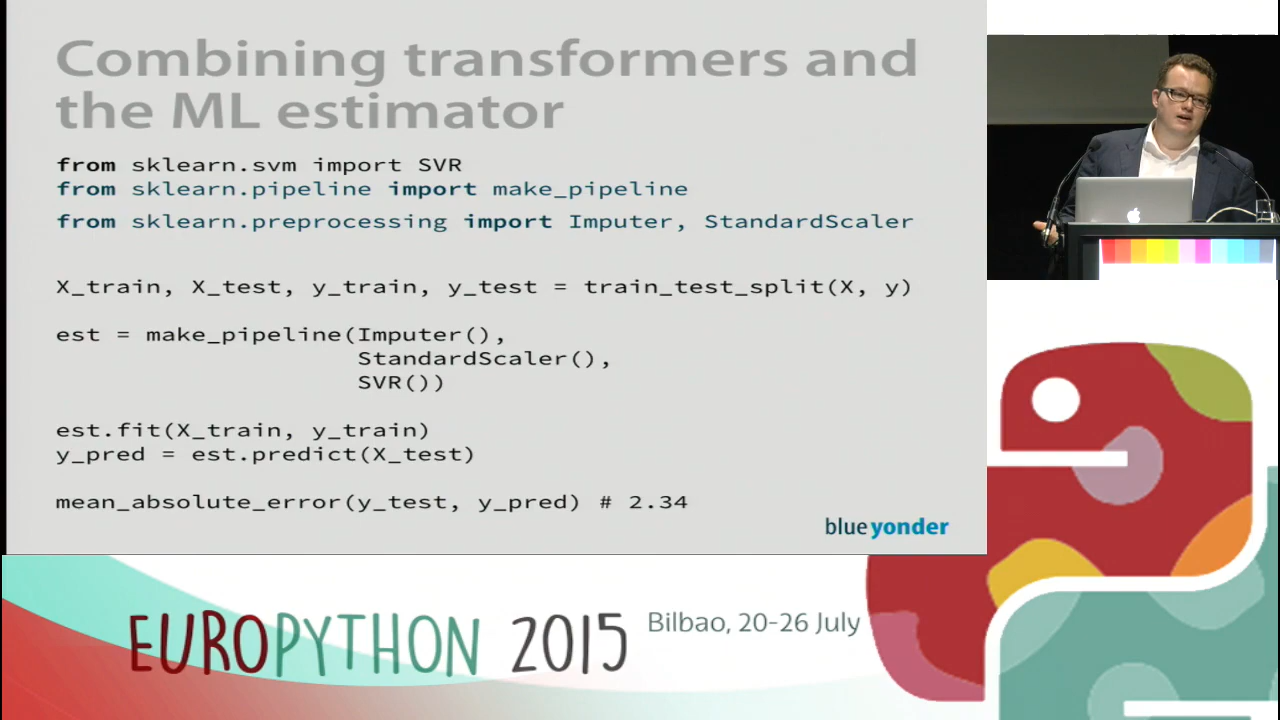 Combining transformers and
the ML estimator
from sklearn.svm import SVR
from sklearn.pipeline import make_pipeline
from sklearn.preprocessing import Imputer, StandardScaler
X_train, X_test, y_train, y_test = train_test_split(X, y)
est = make_pipeline(Imputer(),
StandardScaler(),
SVR())
est.fit(X_train, y_train)
y_pred = est.predict(X_test)
mean_absolute_error(y_test, y_pred) # 2.34
blueyonder
EUROPYTHON 2015
Bilbao, 20-26 July